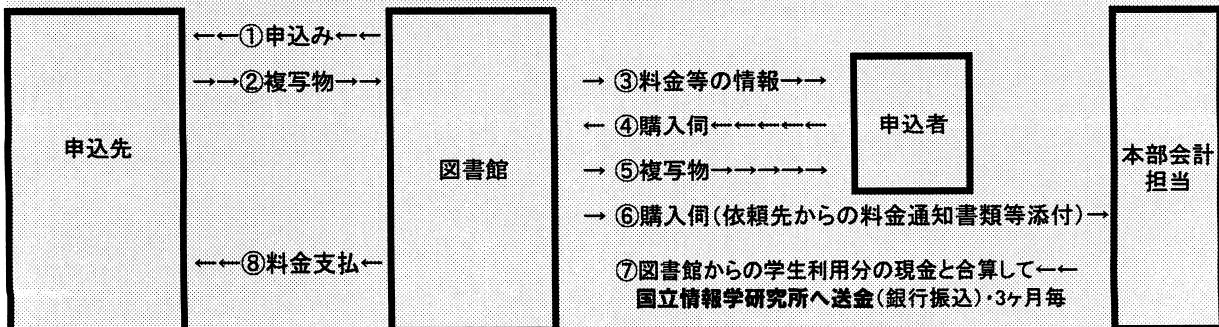 ←←①申込み←←
→→②複写物→→
→ ③料金等の情報→→
← ④購入伺←←←←←
申込者
申込先
図書館
本部会計
担当
→ ⑤複写物→→→→→
→ ⑥購入伺(依頼先からの料金通知書類等添付)→
←←⑧料金支払←
⑦図書館からの学生利用分の現金と合算して←←
国立情報学研究所へ送金(銀行振込)・3ヶ月毎